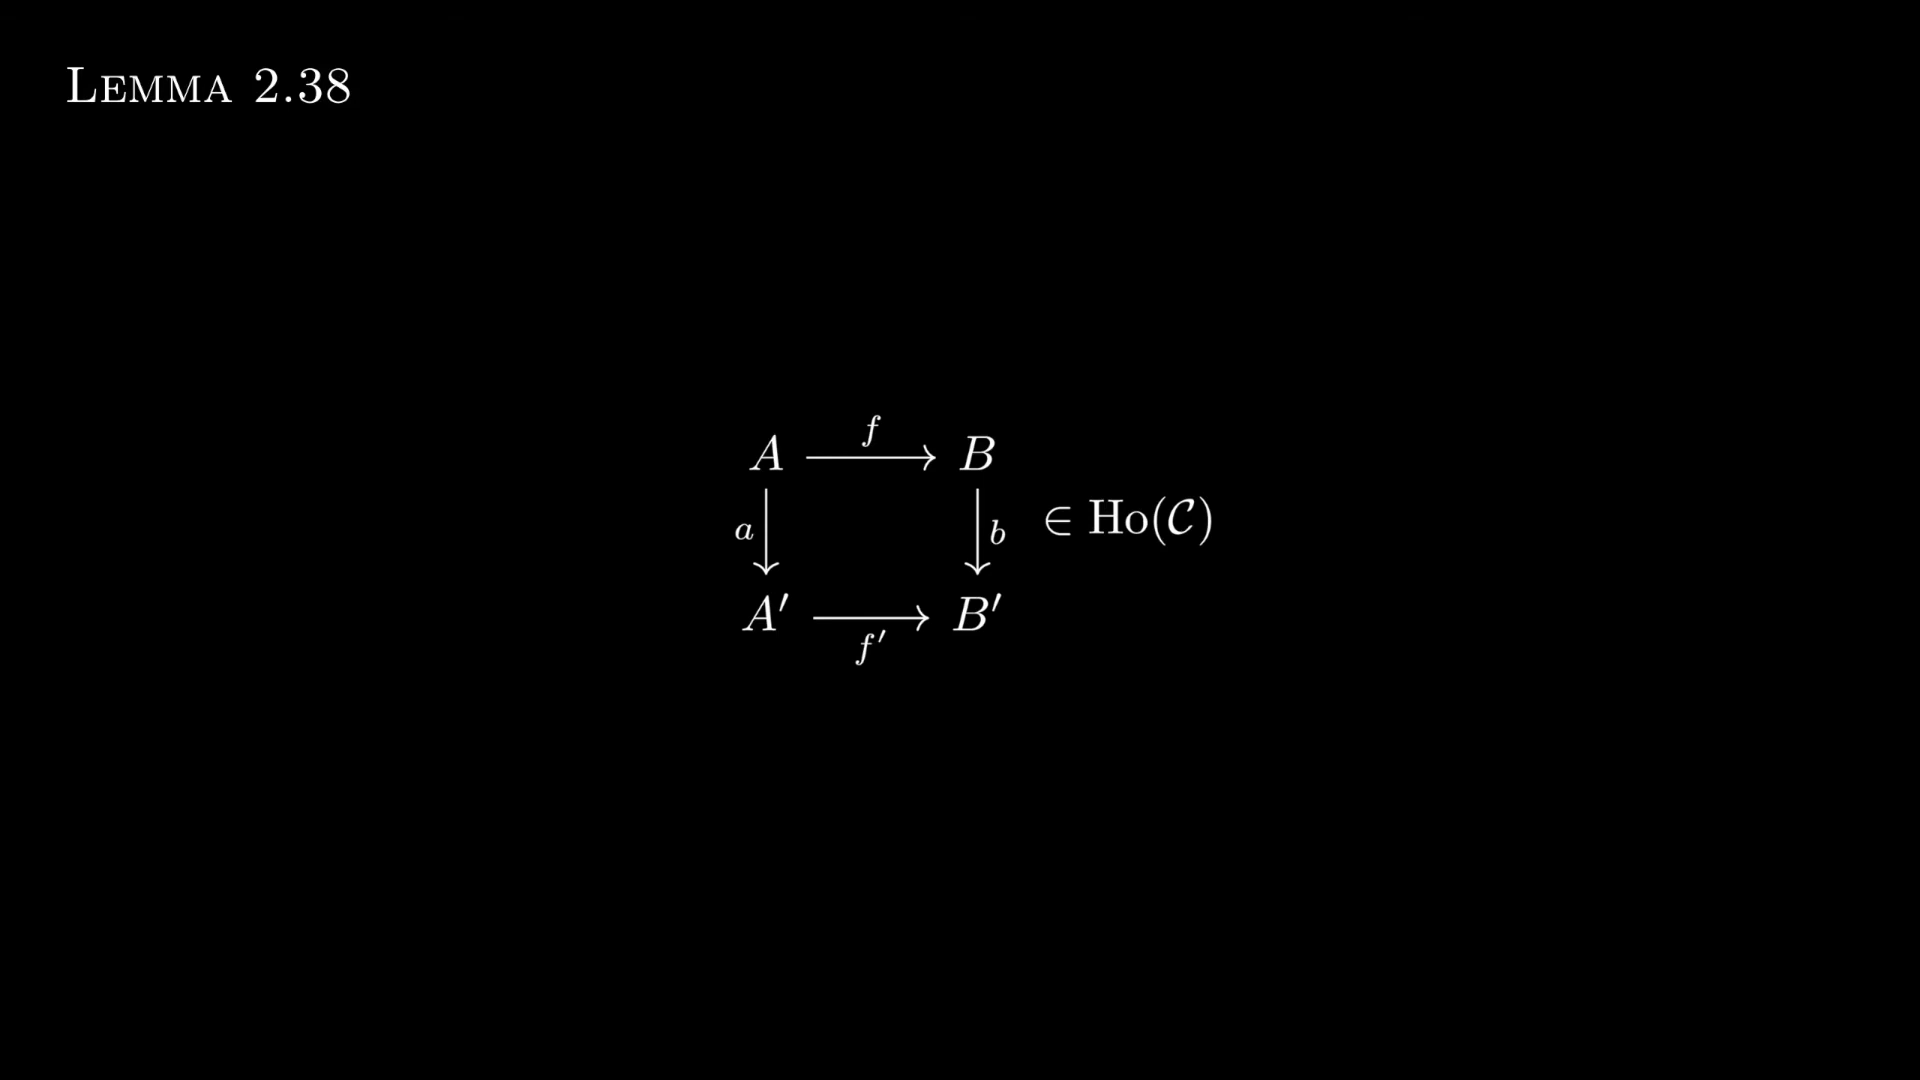 LEMMA 2.38
f
A B
a b ∈ Ho(𝒞)
A′ B′
f′